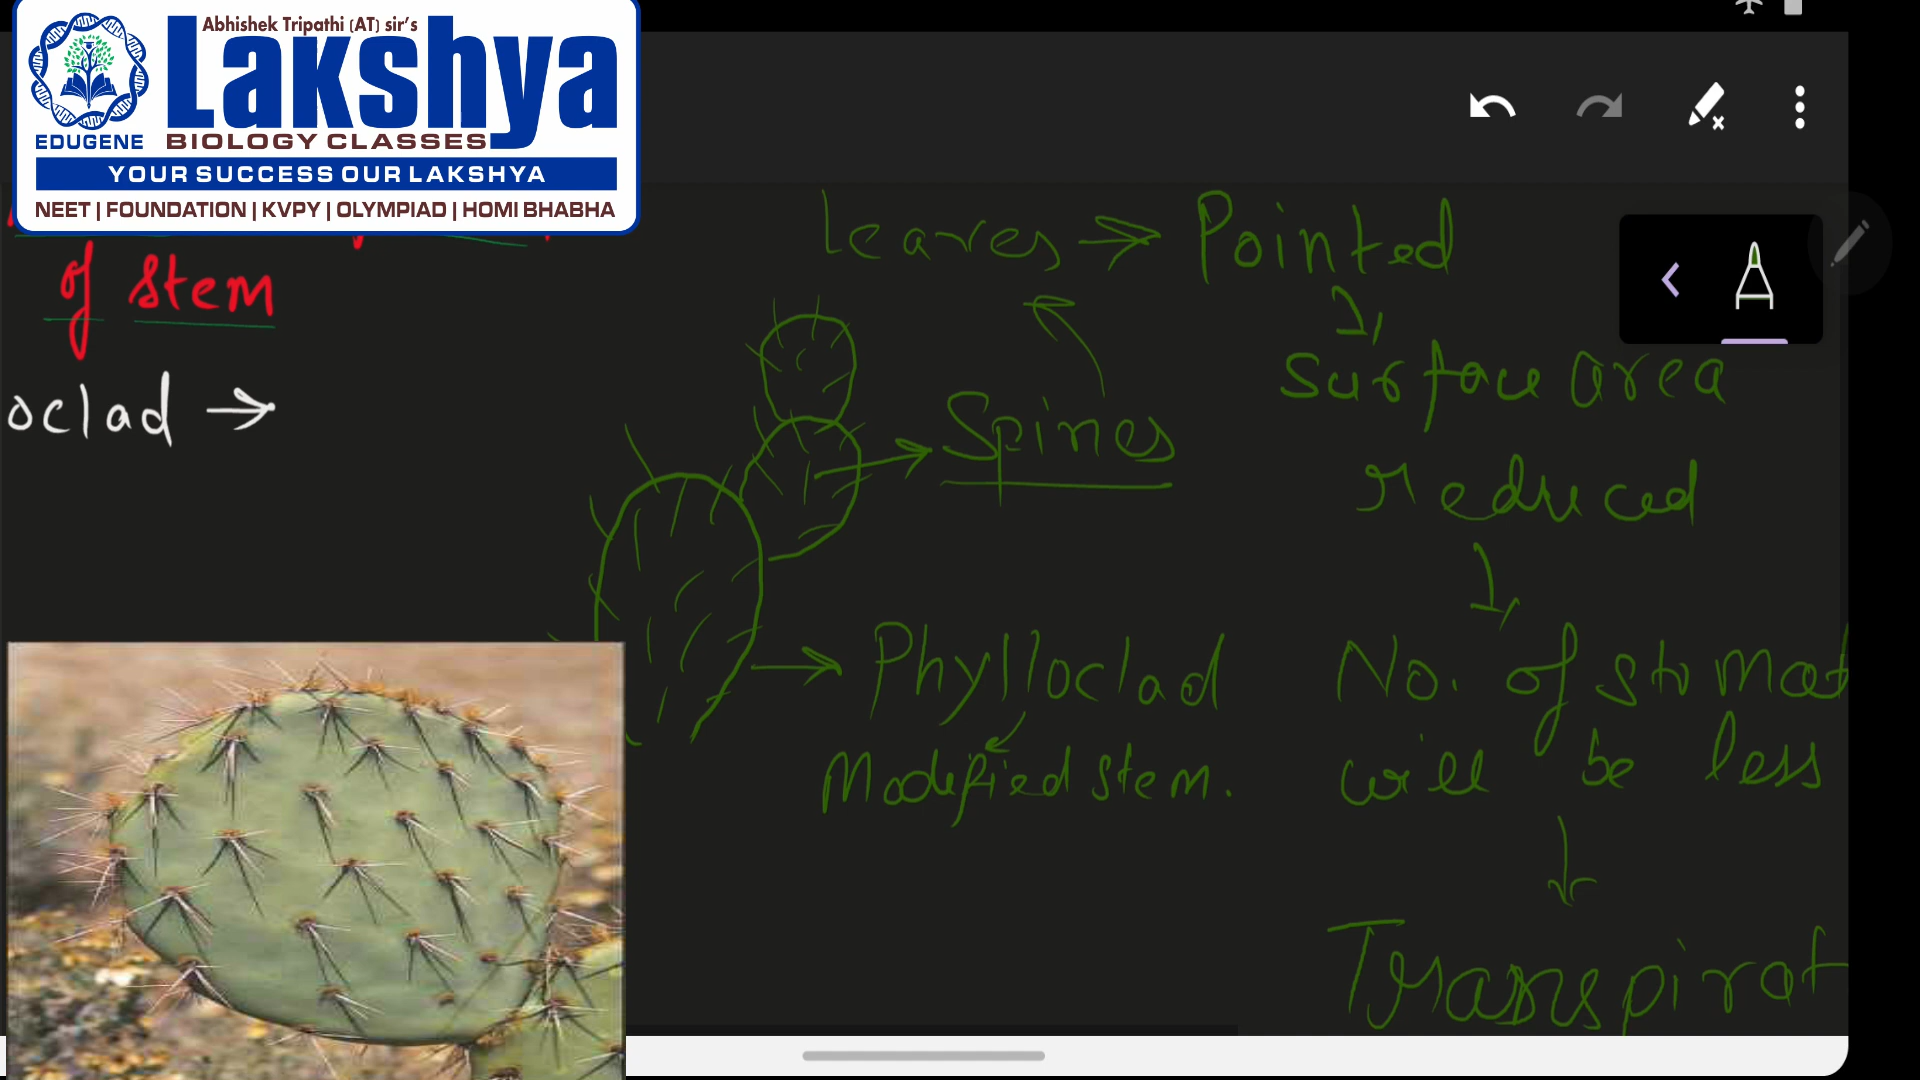 Abhishek Tripathi (AT) sir's
Lakshya
EDUGENE
BIOLOGY CLASSES
YOUR SUCCESS OUR LAKSHYA
NEET | FOUNDATION | KVPY | OLYMPIAD | HOMI BHABHA
of stem
oclad →
leaves → Pointed
Surface area
reduced
Spines
No. of stomat
will be less
Phylloclad
Modified stem.
Transpirat